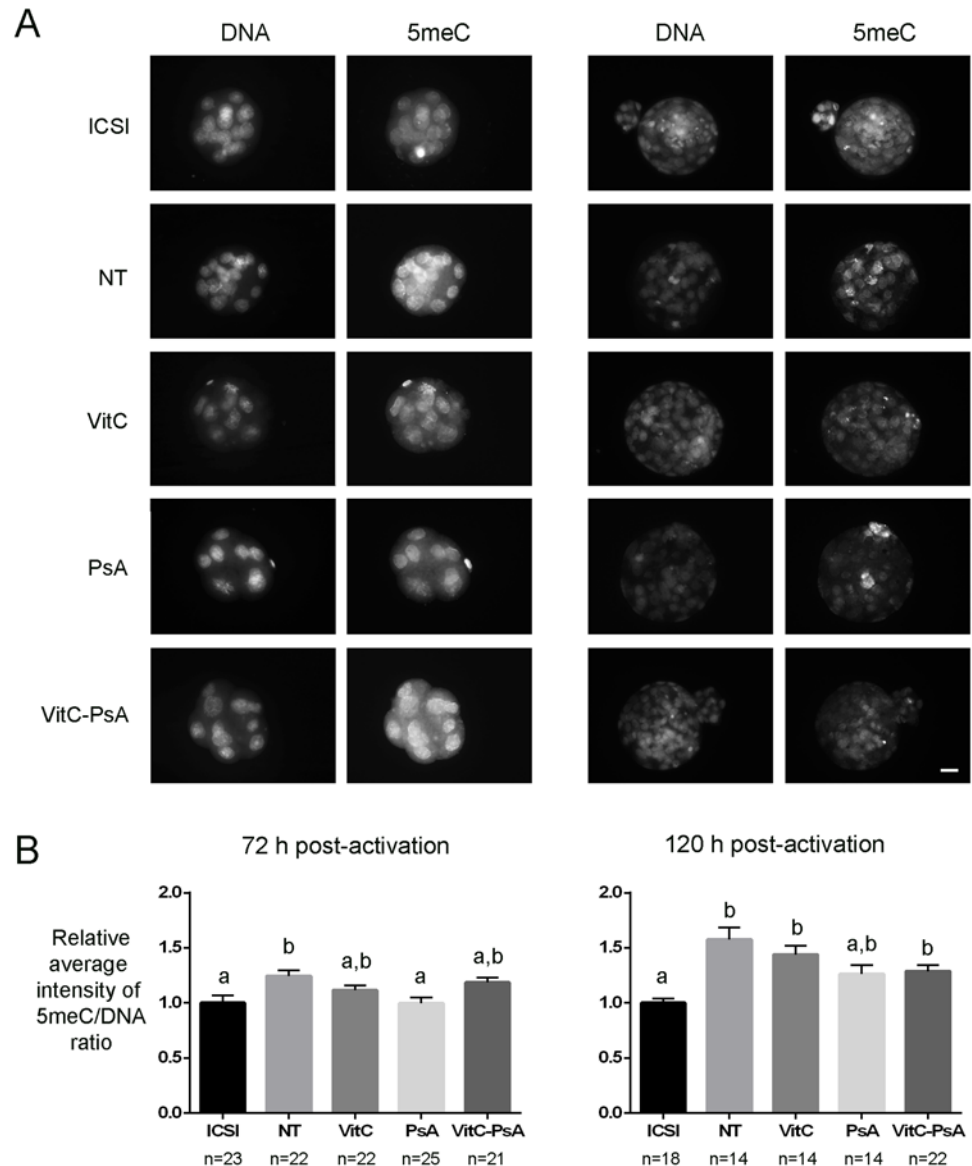 A
DNA 5meC DNA 5meC
ICSI
NT
VitC
PsA
VitC-PsA
B
72 h post-activation
120 h post-activation
Relative
average
intensity of
5meC/DNA
ratio
2.0
1.5
1.0
0.5
0.0
a b a,b a a,b
ICSI NT VitC PsA VitC-PsA
n=23 n=22 n=22 n=25 n=21
2.0
1.5
1.0
0.5
0.0
a b b a,b b
ICSI NT VitC PsA VitC-PsA
n=18 n=14 n=14 n=14 n=22